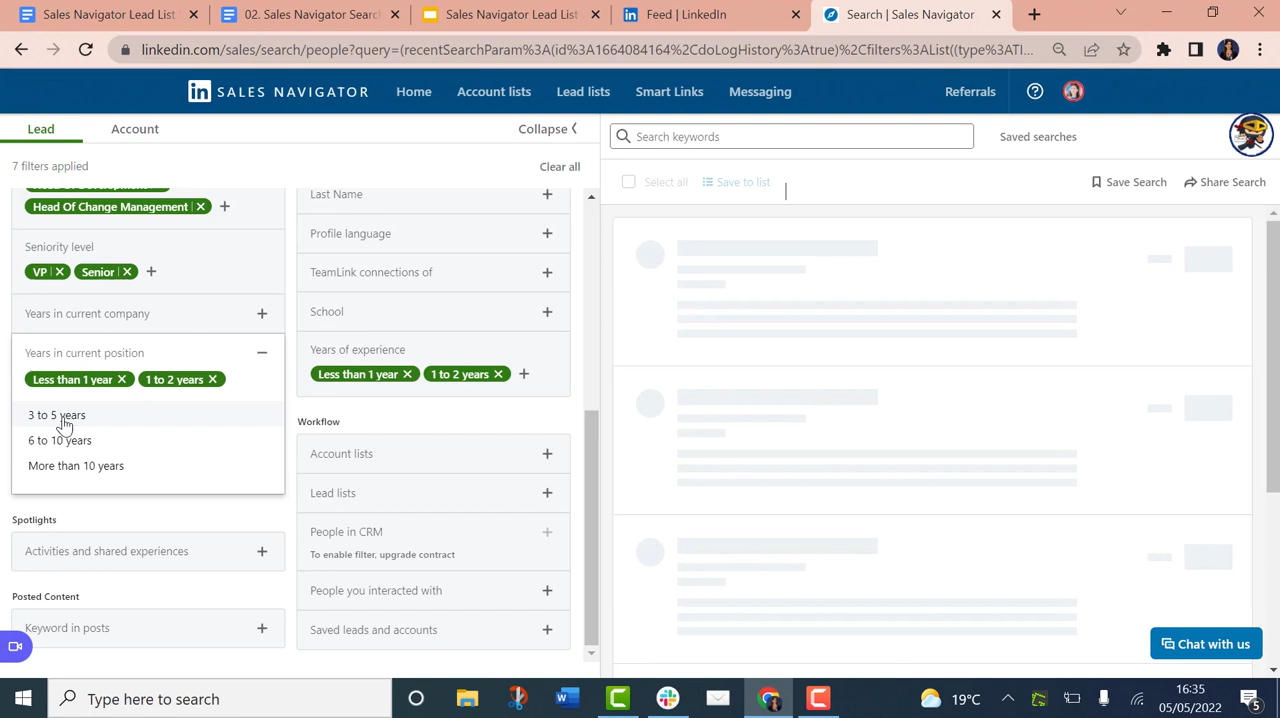 Sales Navigator Lead List
02. Sales Navigator Search
Sales Navigator Lead List
Feed | LinkedIn
Search | Sales Navigator
linkedin.com/sales/search/people?query=(recentSearchParam%3A(id%3A1664084164%2CdoLogHistory%3Atrue)%2Cfilters%3AList((type%3ATI...
in SALES NAVIGATOR Home Account lists Lead lists Smart Links Messaging Referrals
Lead Account Collapse
Search keywords Saved searches
7 filters applied Clear all
Select all Save to list Save Search Share Search
Head Of Change Management
Seniority level
VP Senior
Years in current company
Years in current position
Less than 1 year 1 to 2 years
3 to 5 years
6 to 10 years
More than 10 years
Spotlights
Activities and shared experiences
Posted Content
Keyword in posts
Last Name
Profile language
TeamLink connections of
School
Years of experience
Less than 1 year 1 to 2 years
Workflow
Account lists
Lead lists
People in CRM
To enable filter, upgrade contract
People you interacted with
Saved leads and accounts
Chat with us
Type here to search
19°C
16:35
05/05/2022
5